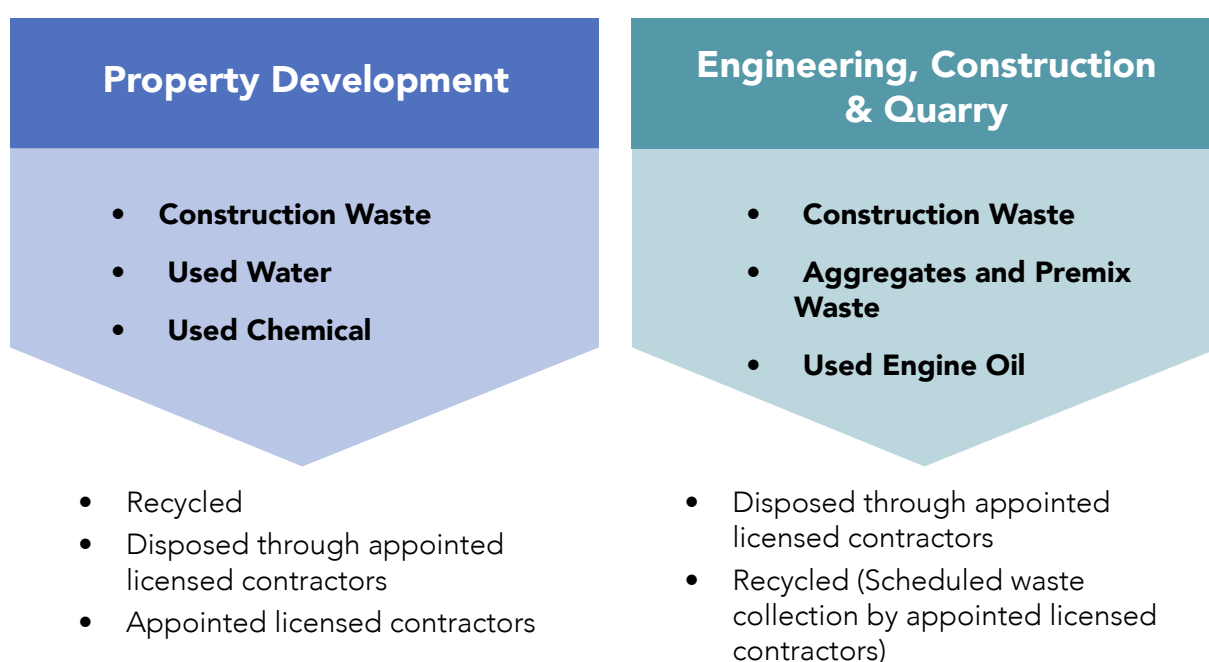 Property Development
• Construction Waste
• Used Water
• Used Chemical
• Recycled
• Disposed through appointed
licensed contractors
• Appointed licensed contractors
Engineering, Construction
& Quarry
• Construction Waste
• Aggregates and Premix
Waste
• Used Engine Oil
• Disposed through appointed
licensed contractors
• Recycled (Scheduled waste
collection by appointed licensed
contractors)